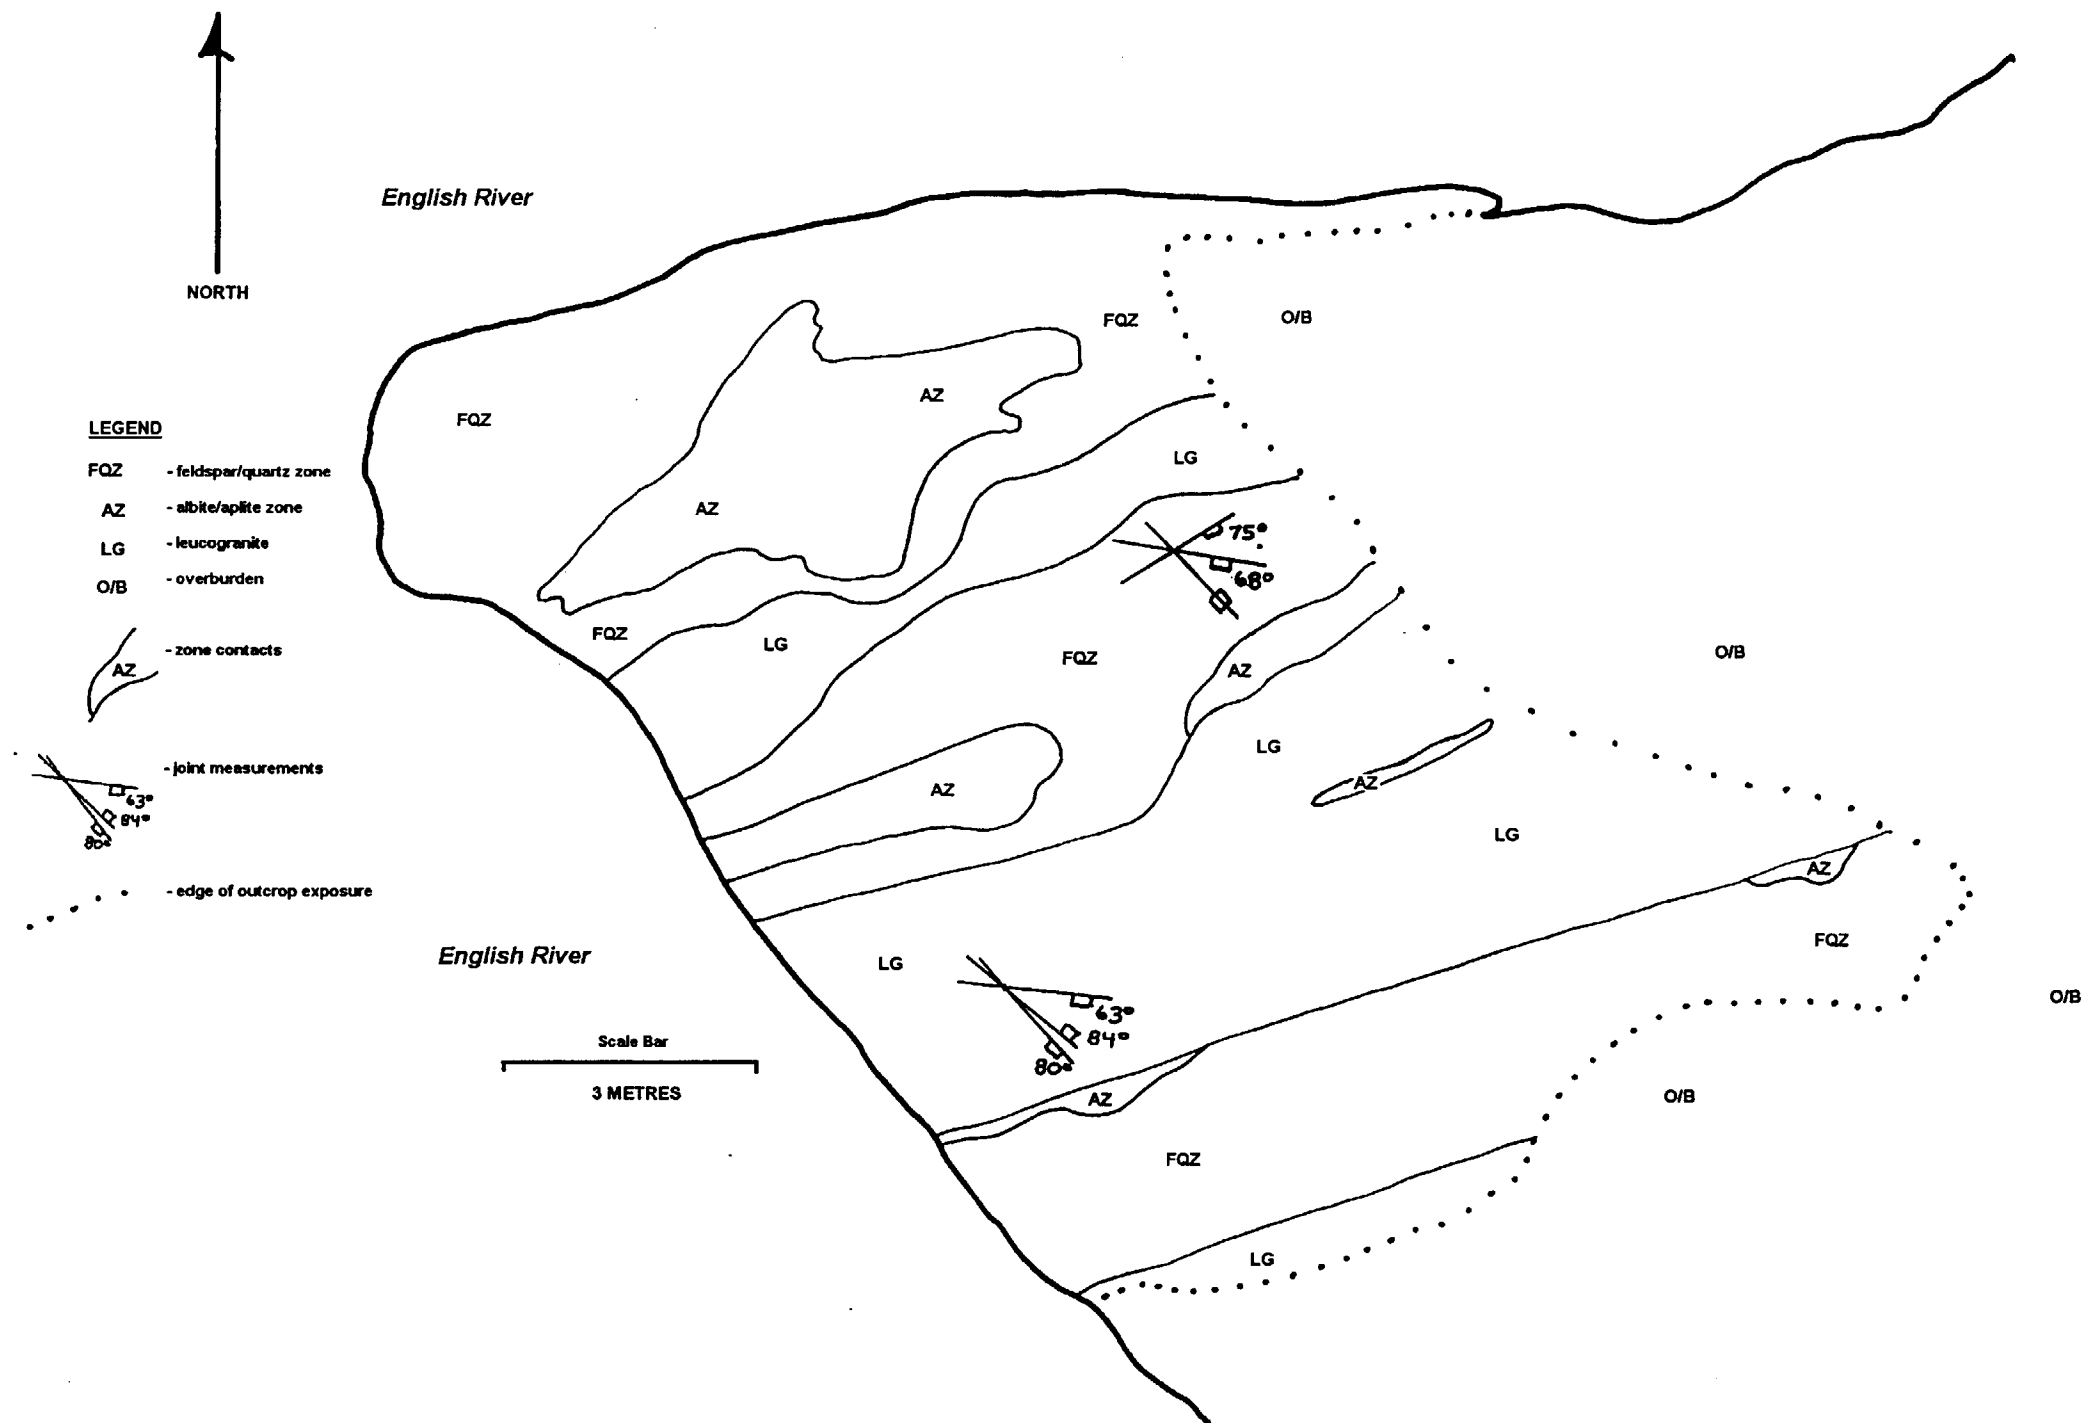 English River
NORTH
FQZ
O/B
AZ
FQZ
LG
AZ
75°
68°
FQZ
LG
FQZ
AZ
O/B
LG
AZ
AZ
LG
AZ
FQZ
LG
63°
84°
80°
AZ
FQZ
LG
O/B
O/B
LEGEND
FQZ - feldspar/quartz zone
AZ - albite/aplite zone
LG - leucogranite
O/B - overburden
AZ - zone contacts
- joint measurements
63°
84°
80°
- edge of outcrop exposure
English River
Scale Bar
3 METRES